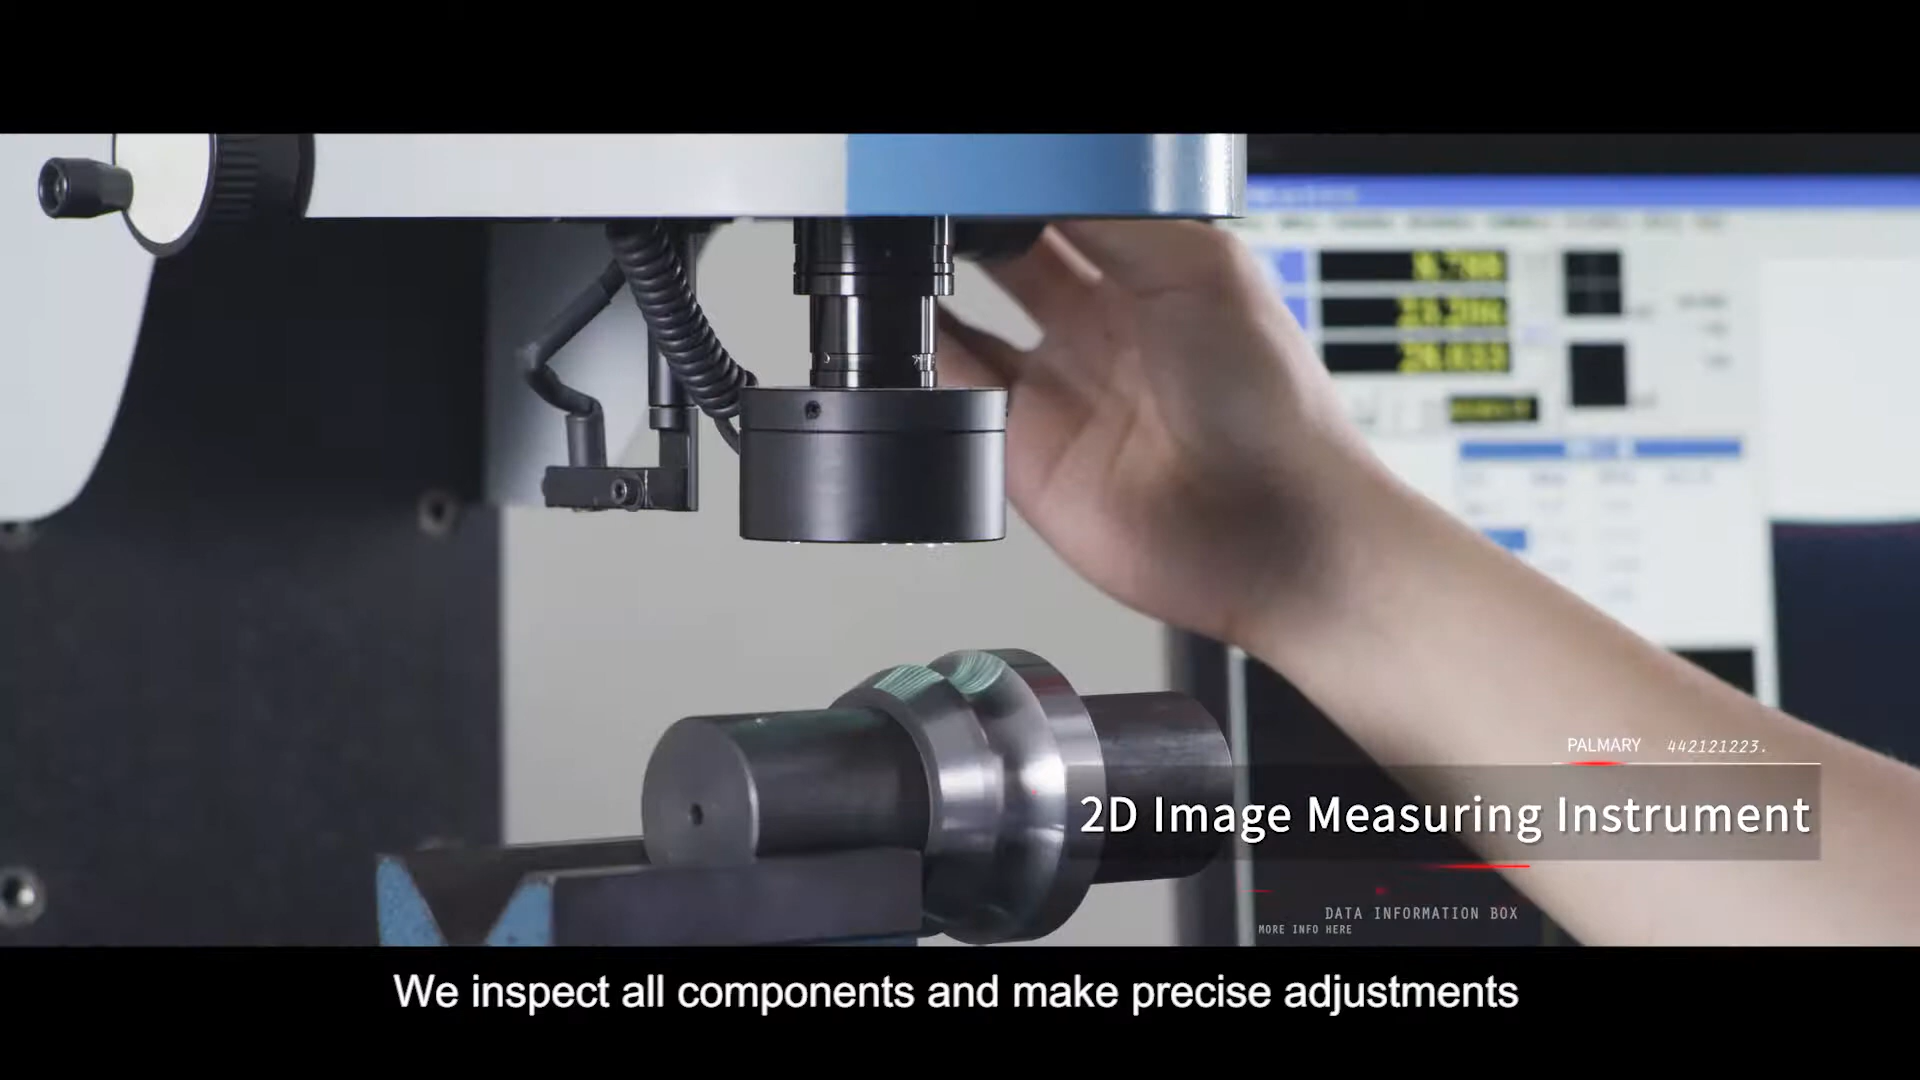 PALMARY 442121223.
2D Image Measuring Instrument
DATA INFORMATION BOX
MORE INFO HERE
We inspect all components and make precise adjustments